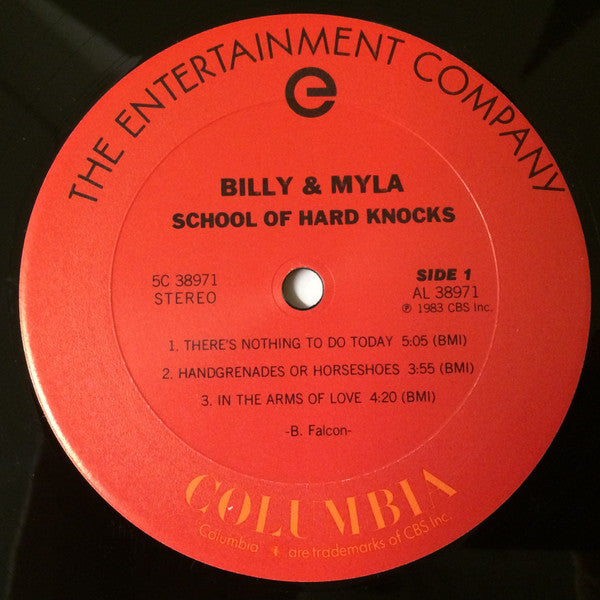 THE ENTERTAINMENT COMPANY
e
BILLY & MYLA
SCHOOL OF HARD KNOCKS
5C 38971
STEREO
SIDE 1
AL 38971
℗ 1983 CBS Inc.
1. THERE'S NOTHING TO DO TODAY 5:05 (BMI)
2. HANDGRENADES OR HORSESHOES 3:55 (BMI)
3. IN THE ARMS OF LOVE 4:20 (BMI)
-B. Falcon-
COLUMBIA
Columbia are trademarks of CBS Inc.